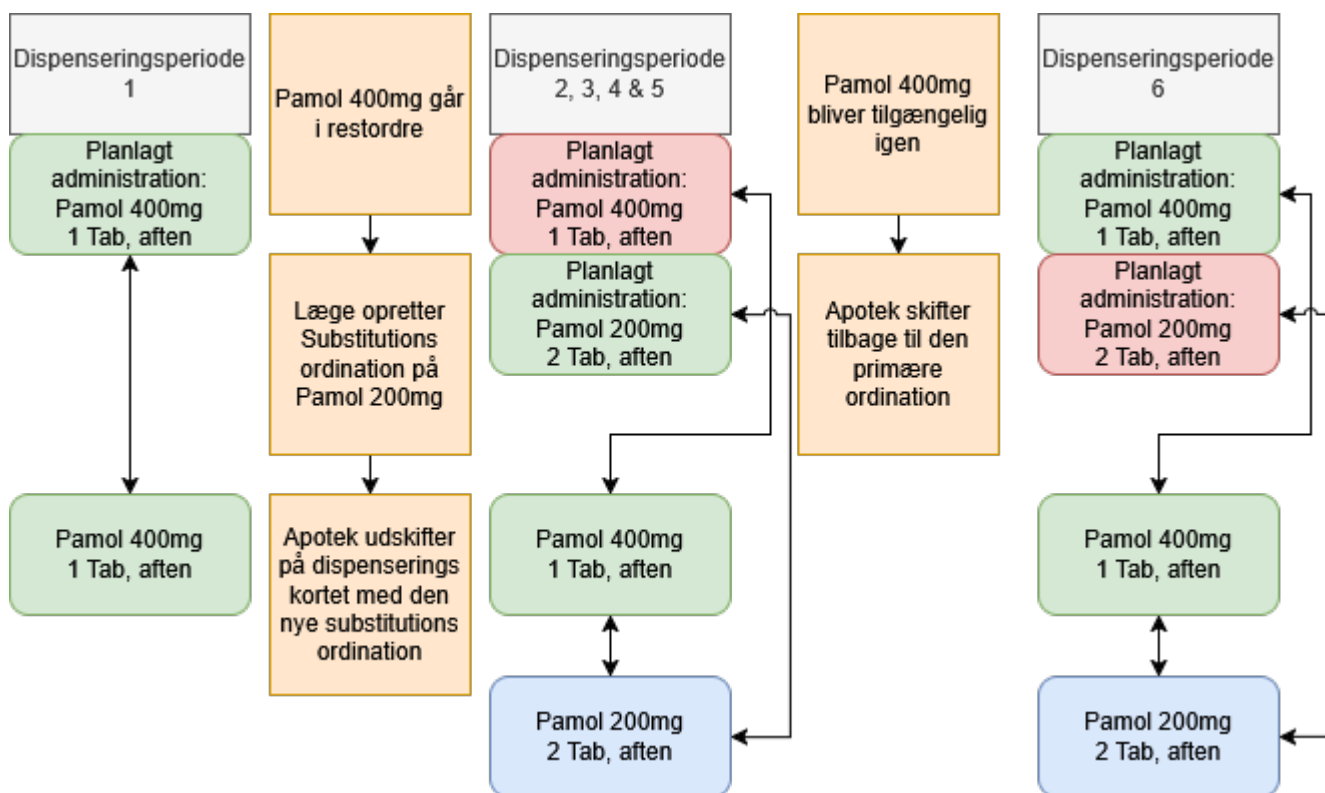 Dispenseringsperiode
1
Planlagt
administration:
Pamol 400mg
1 Tab, aften
Pamol 400mg
1 Tab, aften
Pamol 400mg går
i restordre
Læge opretter
Substitutions
ordination på
Pamol 200mg
Apotek udskifter
på dispenserings
kortet med den
nye substitutions
ordination
Dispenseringsperiode
2, 3, 4 & 5
Planlagt
administration:
Pamol 400mg
1 Tab, aften
Planlagt
administration:
Pamol 200mg
2 Tab, aften
Pamol 400mg
1 Tab, aften
Pamol 200mg
2 Tab, aften
Pamol 400mg
bliver tilgængelig
igen
Apotek skifter
tilbage til den
primære
ordination
Dispenseringsperiode
6
Planlagt
administration:
Pamol 400mg
1 Tab, aften
Planlagt
administration:
Pamol 200mg
2 Tab, aften
Pamol 400mg
1 Tab, aften
Pamol 200mg
2 Tab, aften